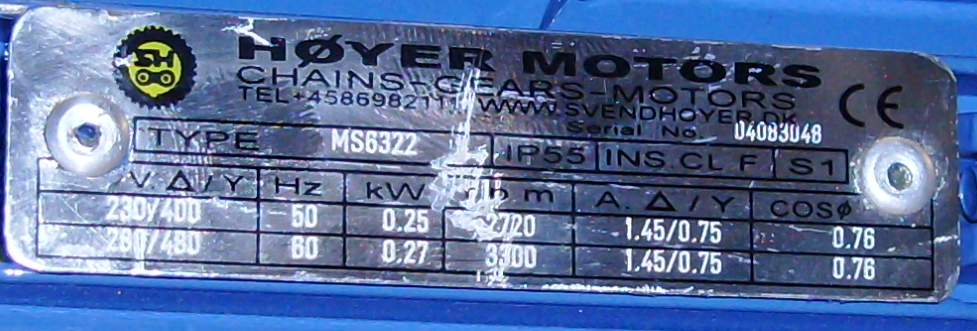 SH
HØYER MOTORS
CHAINS-GEARS-MOTORS
TEL+4586982111 WWW.SVENDHOYER.DK
CE
Serial No. 04083048
TYPE MS6322 IP55 INS.CL F S1
V Δ/Y Hz kW r p m A. Δ/Y COSø
230/400 50 0.25 2720 1.45/0.75 0.76
280/480 60 0.27 3300 1.45/0.75 0.76